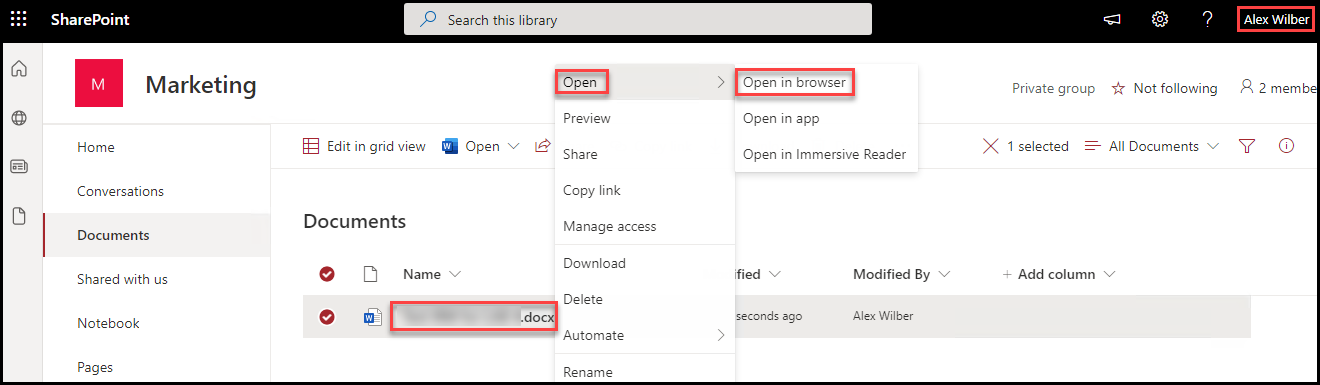 SharePoint
Search this library
Alex Wilber
M
Marketing
Private group
Not following
2 membe
Open
Open in browser
Preview
Open in app
Share
Open in Immersive Reader
Copy link
Manage access
Download
Delete
Automate
Rename
Home
Conversations
Documents
Shared with us
Notebook
Pages
Edit in grid view
Open
1 selected
All Documents
Documents
Name
ified
Modified By
Add column
.docx
seconds ago
Alex Wilber